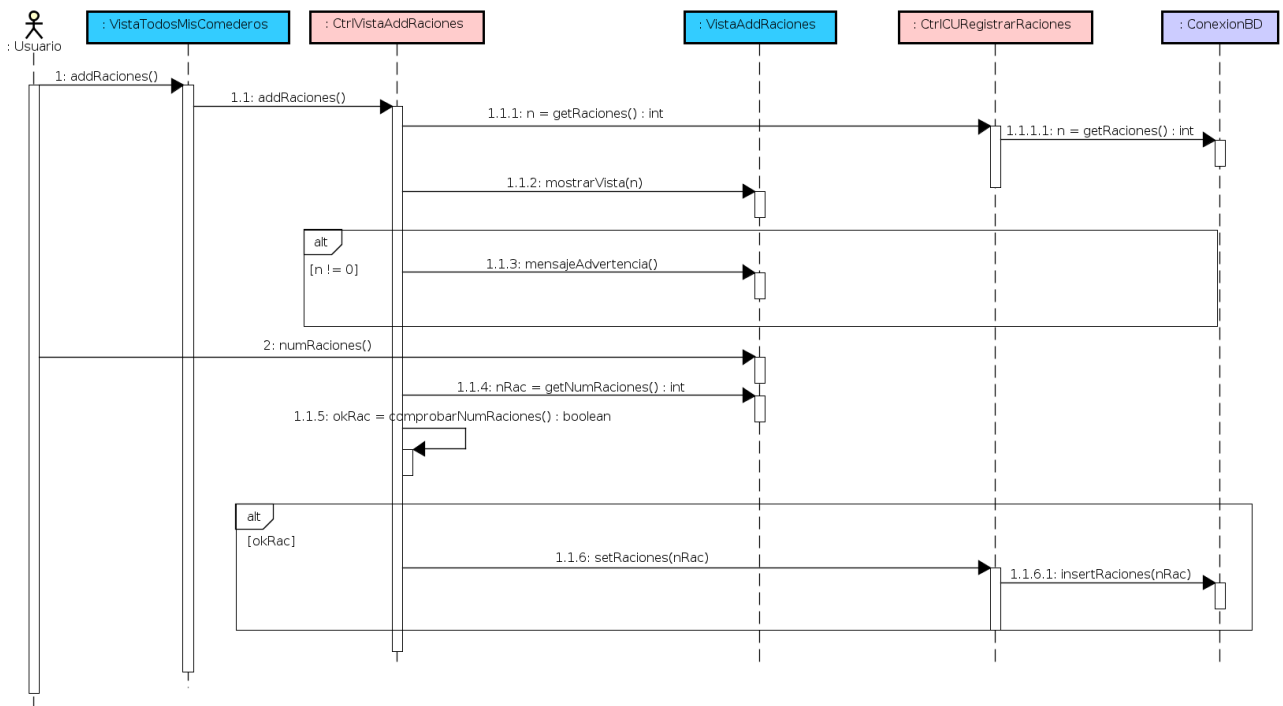 : Usuario
: VistaTodosMisComederos
: CtrlVistaAddRaciones
: VistaAddRaciones
: CtrlCURegistrarRaciones
: ConexionBD
1: addRaciones()
1.1: addRaciones()
1.1.1: n = getRaciones() : int
1.1.1.1: n = getRaciones() : int
1.1.2: mostrarVista(n)
alt
[n != 0]
1.1.3: mensajeAdvertencia()
2: numRaciones()
1.1.4: nRac = getNumRaciones() : int
1.1.5: okRac = comprobarNumRaciones() : boolean
alt
[okRac]
1.1.6: setRaciones(nRac)
1.1.6.1: insertRaciones(nRac)